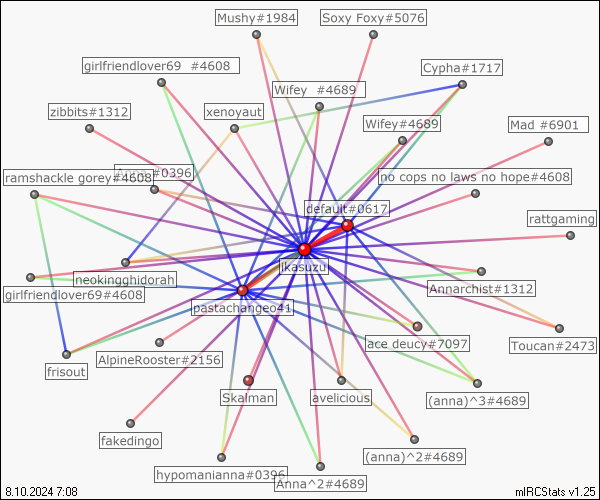 Mushy#1984
Soxy Foxy#5076
girlfriendlover69 #4608
Cypha#1717
Wifey #4689
zibbits#1312
xenoyaut
Wifey#4689
Mad #6901
#0396
ramshackle gorey#4608
no cops no laws no hope#4608
default#0617
rattgaming
ikasuzu
neokingghidorah
Annarchist#1312
girlfriendlover69#4608
pastachangeo41
ace deucy#7097
Toucan#2473
AlpineRooster#2156
frisout
Skalman
avelicious
(anna)^3#4689
fakedingo
(anna)^2#4689
hypomanianna#0396
Anna^2#4689
8.10.2024 7:08
mIRCStats v1.25